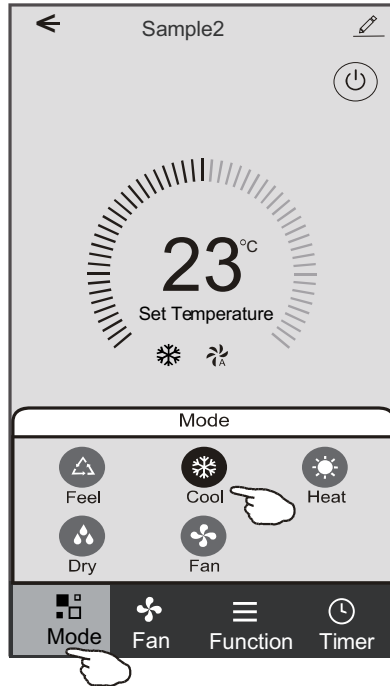 Sample2
23°C
Set Temperature
A
Mode
Feel Cool Heat
Dry Fan
Mode Fan Function Timer